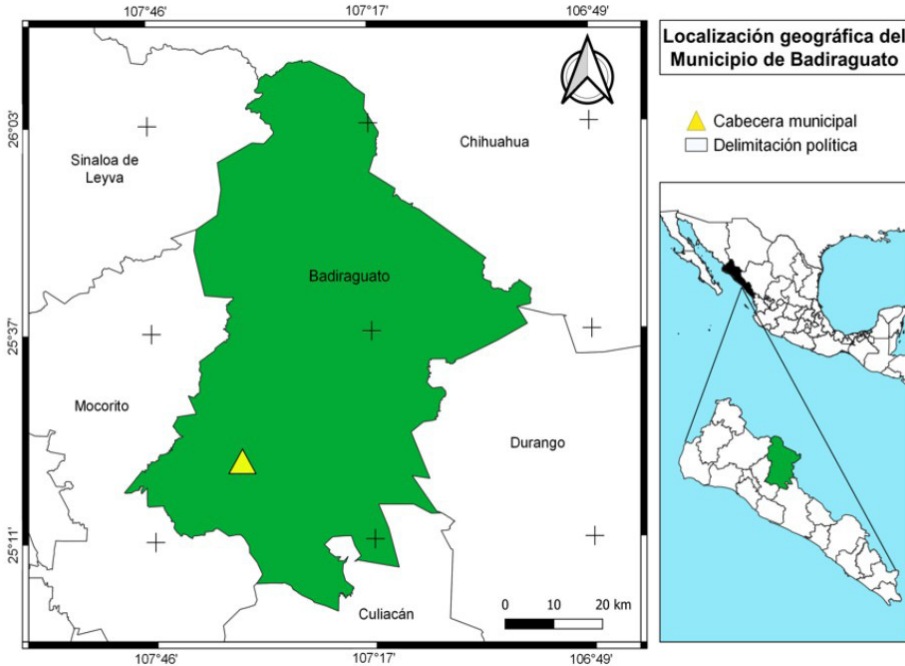 107°46'
107°17'
106°49'
Localización geográfica del
Municipio de Badiraguato
Cabecera municipal
Delimitación política
26°03'
Sinaloa de
Leyva
Chihuahua
Badiraguato
25°37'
Mocorito
Durango
25°11'
Culiacán
0 10 20 km
107°46'
107°17'
106°49'